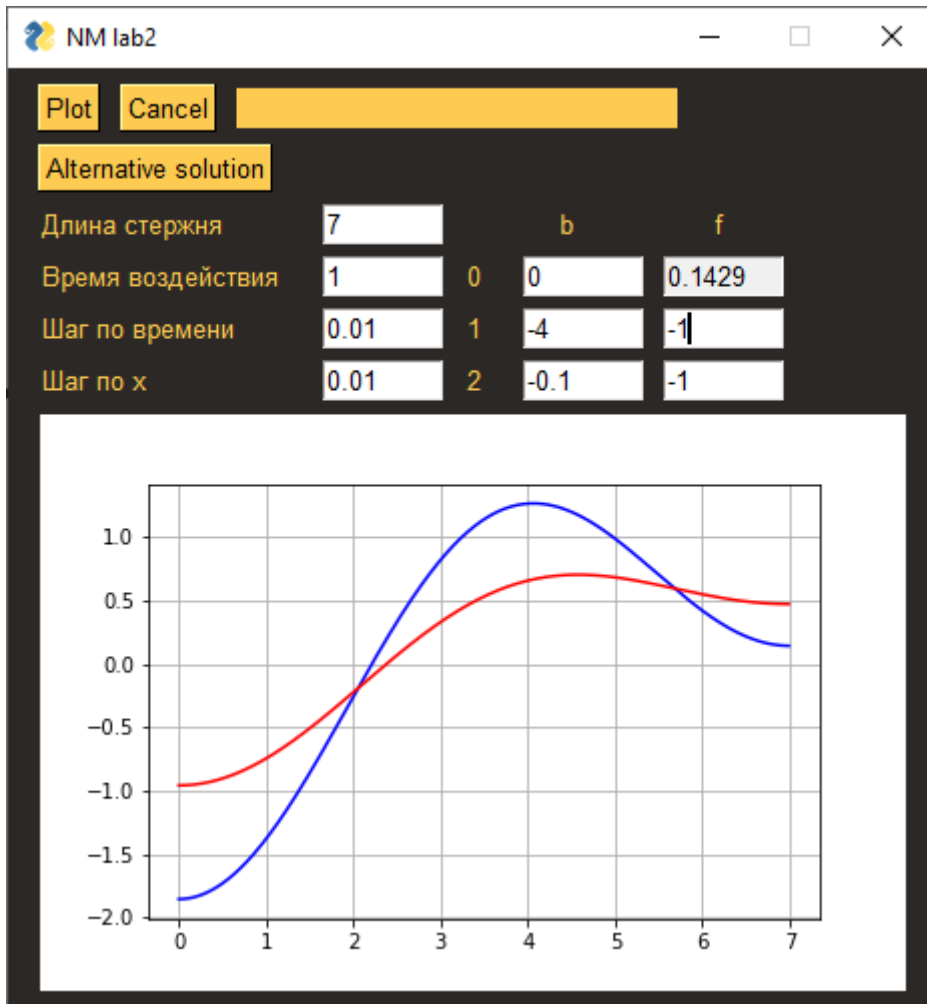 NM lab2
Plot Cancel
Alternative solution
Длина стержня 7 b f
Время воздействия 1 0 0 0.1429
Шаг по времени 0.01 1 -4 -1
Шаг по x 0.01 2 -0.1 -1
1.0
0.5
0.0
−0.5
−1.0
−1.5
−2.0
0 1 2 3 4 5 6 7